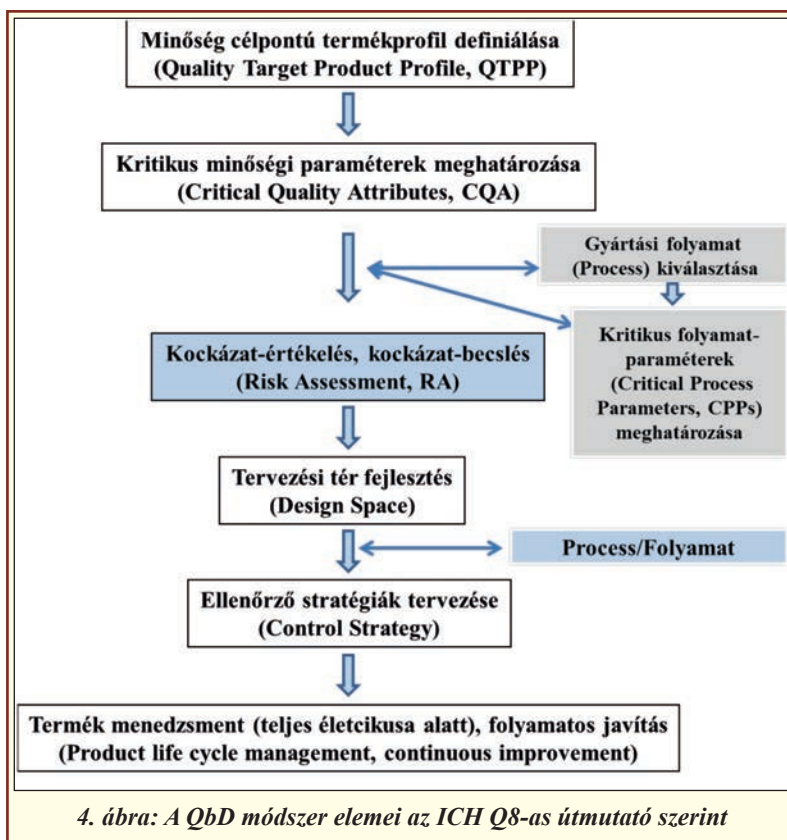 Minőség célpontú termékprofil definiálása
(Quality Target Product Profile, QTPP)
Kritikus minőségi paraméterek meghatározása
(Critical Quality Attributes, CQA)
Gyártási folyamat
(Process) kiválasztása
Kritikus folyamat-
paraméterek
(Critical Process
Parameters, CPPs)
meghatározása
Kockázat-értékelés, kockázat-becslés
(Risk Assessment, RA)
Tervezési tér fejlesztés
(Design Space)
Process/Folyamat
Ellenőrző stratégiák tervezése
(Control Strategy)
Termék menedzsment (teljes életcikusa alatt), folyamatos javítás
(Product life cycle management, continuous improvement)
4. ábra: A QbD módszer elemei az ICH Q8-as útmutató szerint